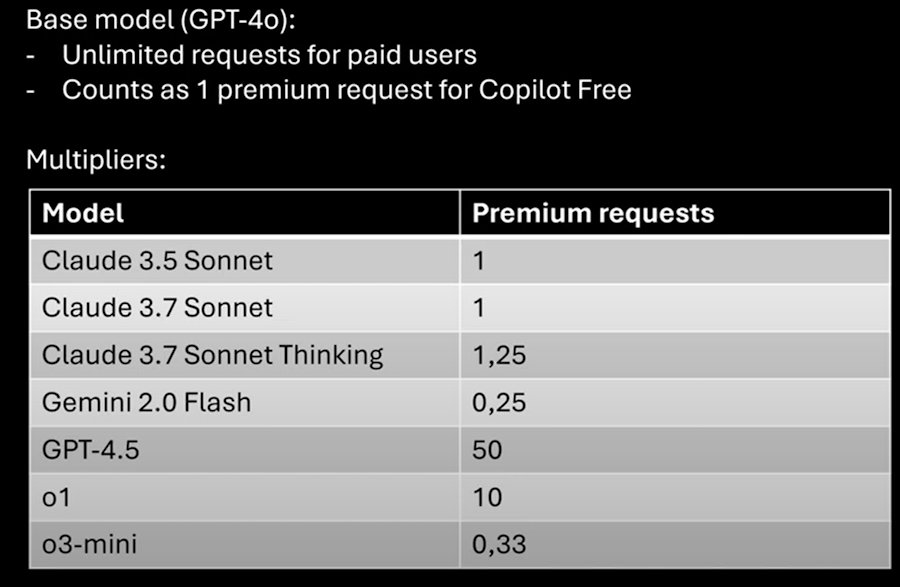 Base model (GPT-4o):
- Unlimited requests for paid users
- Counts as 1 premium request for Copilot Free
Multipliers:
Model Premium requests
Claude 3.5 Sonnet 1
Claude 3.7 Sonnet 1
Claude 3.7 Sonnet Thinking 1,25
Gemini 2.0 Flash 0,25
GPT-4.5 50
o1 10
o3-mini 0,33